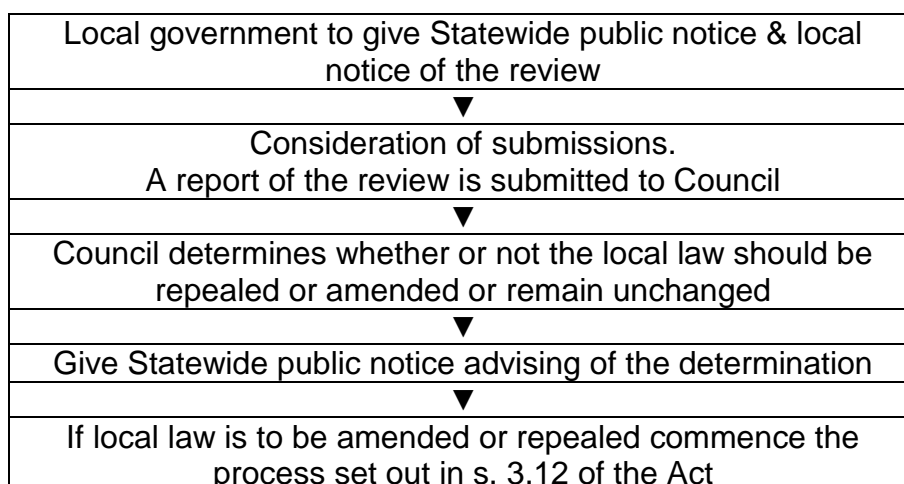 Local government to give Statewide public notice & local
notice of the review
▼
Consideration of submissions.
A report of the review is submitted to Council
▼
Council determines whether or not the local law should be
repealed or amended or remain unchanged
▼
Give Statewide public notice advising of the determination
▼
If local law is to be amended or repealed commence the
process set out in s. 3.12 of the Act